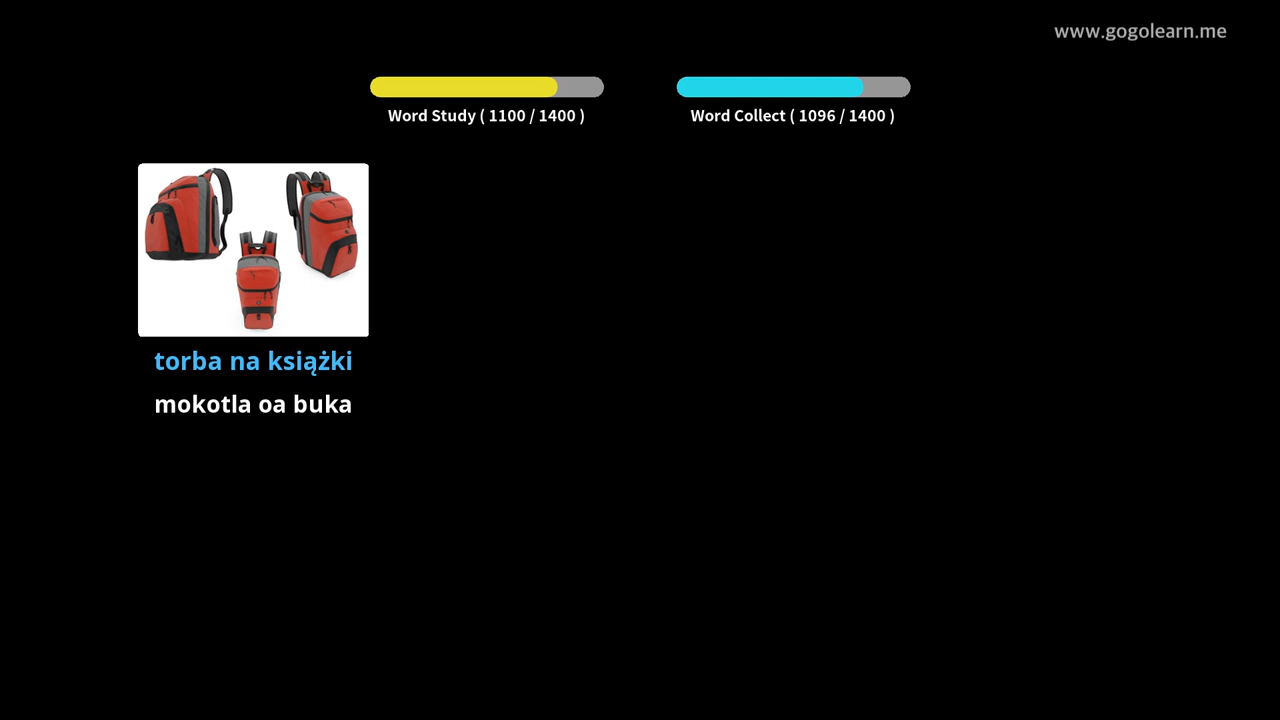 www.gogolearn.me
Word Study ( 1100 / 1400 )
Word Collect ( 1096 / 1400 )
torba na książki
mokotla oa buka